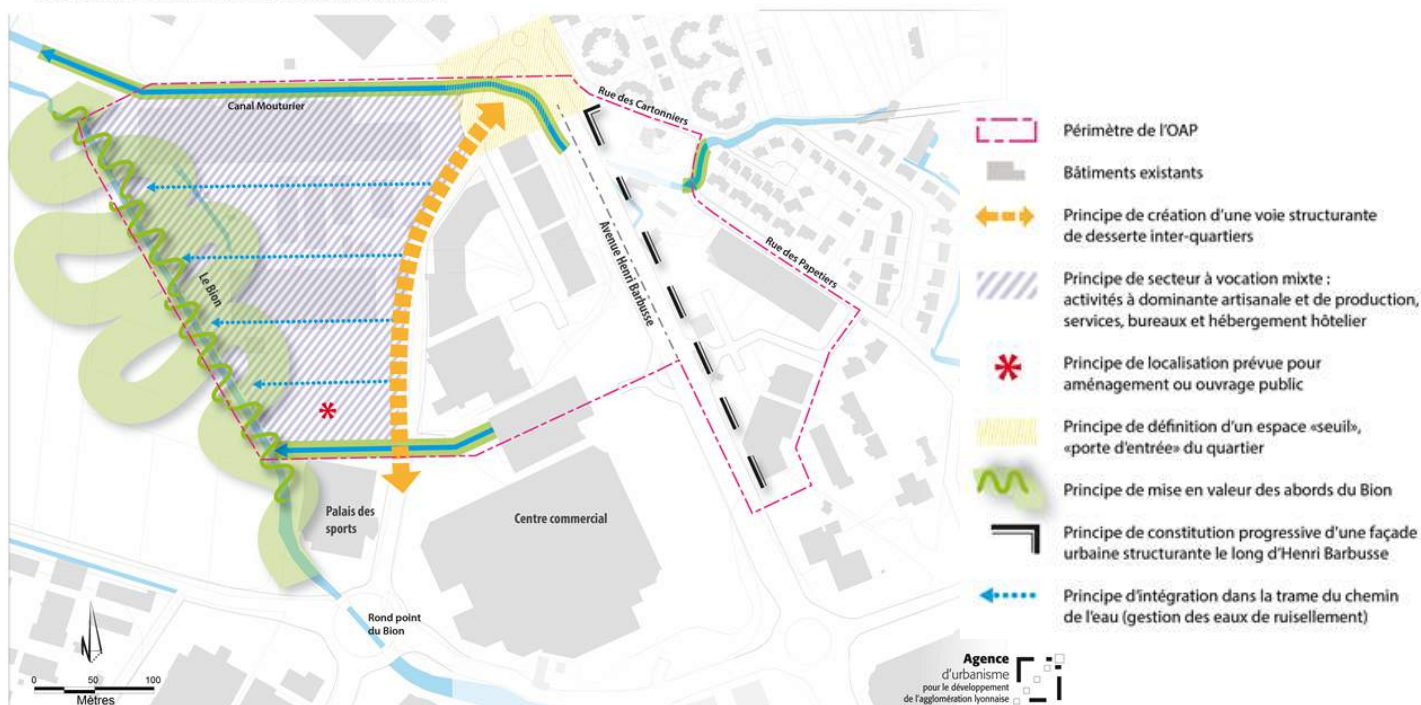 Canal Mouturier
Rue des Cartonniers
Avenue Henri Barbusse
Rue des Papetiers
Le Bion
Palais des
sports
Centre commercial
Rond point
du Bion
0 50 100
Mètres
Périmètre de l'OAP
Bâtiments existants
Principe de création d'une voie structurante
de desserte inter-quartiers
Principe de secteur à vocation mixte :
activités à dominante artisanale et de production,
services, bureaux et hébergement hôtelier
Principe de localisation prévue pour
aménagement ou ouvrage public
Principe de définition d'un espace «seuil»,
«porte d'entrée» du quartier
Principe de mise en valeur des abords du Bion
Principe de constitution progressive d'une façade
urbaine structurante le long d'Henri Barbusse
Principe d'intégration dans la trame du chemin
de l'eau (gestion des eaux de ruisellement)
Agence
d'urbanisme
pour le développement
de l'agglomération lyonnaise